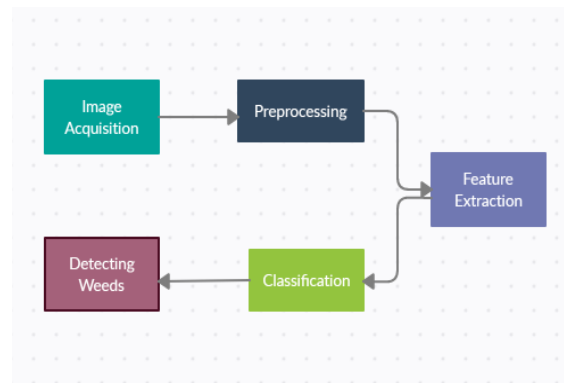 Image
Acquisition
Preprocessing
Feature
Extraction
Classification
Detecting
Weeds